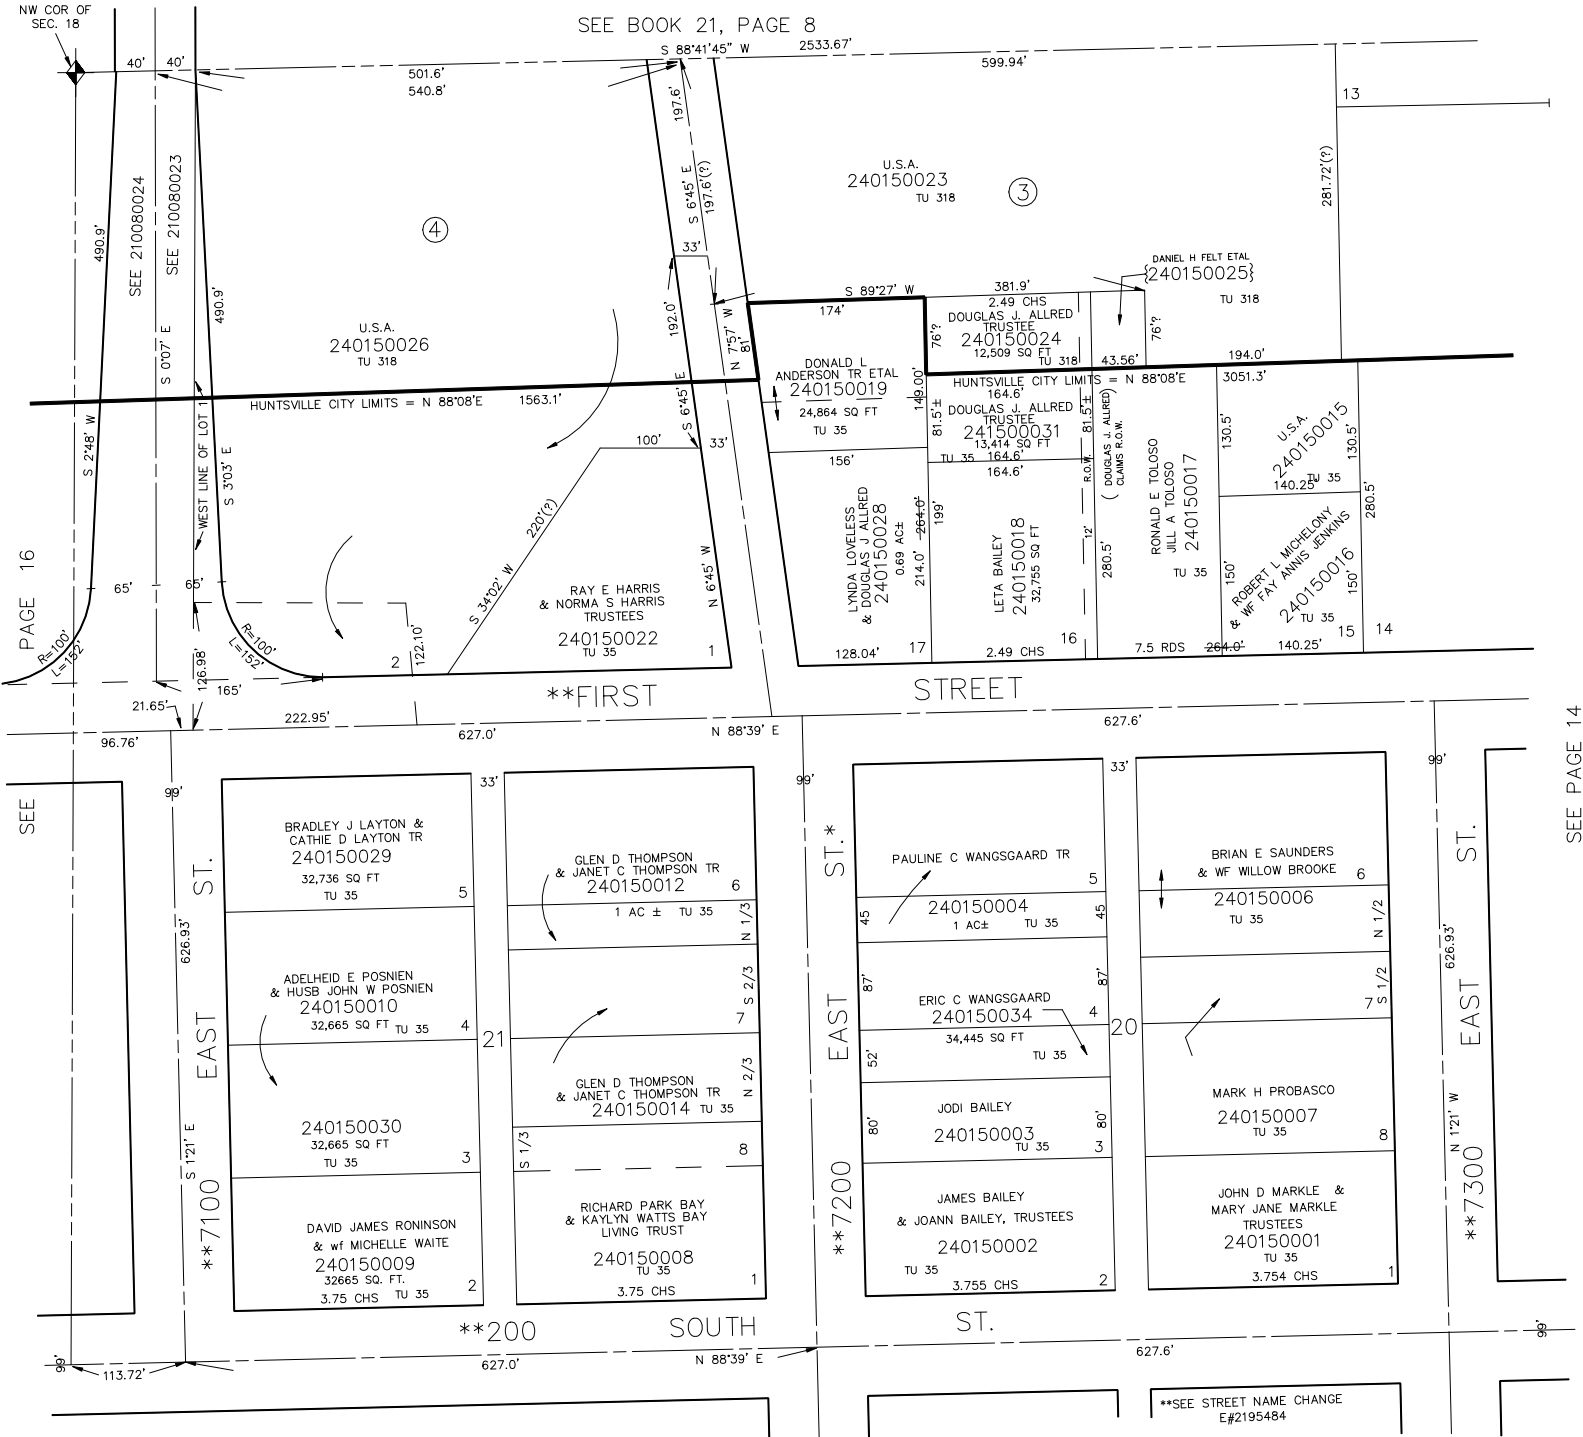 NW COR OF
SEC. 18
SEE BOOK 21, PAGE 8
S 88°41'45" W
2533.67'
40'
40'
501.6'
540.8'
599.94'
13
197.6'
S 6°45' E
197.6'(?)
281.72'(?)
U.S.A.
240150023
TU 318
3
4
490.9'
SEE 210080024
SEE 210080023
S 0°07' E
490.9'
33'
192.0'
DANIEL H FELT ETAL
{240150025}
TU 318
S 89°27' W
381.9'
2.49 CHS
174'
N 7°57' W
81'
76'?
DOUGLAS J. ALLRED
TRUSTEE
240150024
12,509 SQ FT
TU 318
43.56'
76'?
194.0'
U.S.A.
240150026
TU 318
DONALD L
ANDERSON TR ETAL
240150019
24,864 SQ FT
TU 35
149.00'
HUNTSVILLE CITY LIMITS = N 88°08'E
1563.1'
HUNTSVILLE CITY LIMITS = N 88°08'E
3051.3'
S 2°48' W
WEST LINE OF LOT 1
S 3°03' E
S 6°45' E
33'
100'
164.6'
DOUGLAS J. ALLRED
TRUSTEE
241500031
13,414 SQ FT
TU 35
164.6'
164.6'
81.5'±
81.5'±
R.O.W.
12'
( DOUGLAS J. ALLRED )
CLAIMS R.O.W.
130.5'
U.S.A.
240150015
TU 35
140.25'
130.5'
156'
220'(?)
S 34°02' W
N 6°45' W
LYNDA LOVELESS
& DOUGLAS J ALLRED
240150028
0.69 AC±
214.0'
264.0'
199'
LETA BAILEY
240150018
32,755 SQ FT
280.5'
RONALD E TOLOSO
JILL A TOLOSO
240150017
TU 35
150'
ROBERT L MICHELONY
& WF FAY ANNIS JENKINS
240150016
TU 35
150'
280.5'
PAGE 16
65'
65'
R=100'
L=152'
R=100'
L=152'
RAY E HARRIS
& NORMA S HARRIS
TRUSTEES
240150022
TU 35
1
2
122.10'
126.98'
165'
21.65'
128.04'
17
2.49 CHS
16
7.5 RDS
264.0'
140.25'
15
14
**FIRST
STREET
222.95'
96.76'
627.0'
N 88°39' E
627.6'
SEE
SEE PAGE 14
99'
33'
99'
33'
99'
BRADLEY J LAYTON &
CATHIE D LAYTON TR
240150029
32,736 SQ FT
TU 35
5
GLEN D THOMPSON
& JANET C THOMPSON TR
240150012
6
1 AC ±
TU 35
N 1/3
PAULINE C WANGSGAARD TR
5
240150004
1 AC±
TU 35
45
45
BRIAN E SAUNDERS
& WF WILLOW BROOKE
6
240150006
TU 35
N 1/2
626.93'
626.93'
ADELHEID E POSNIEN
& HUSB JOHN W POSNIEN
240150010
32,665 SQ FT
TU 35
4
S 2/3
7
ERIC C WANGSGAARD
240150034
34,445 SQ FT
TU 35
4
87'
87'
52'
7
S 1/2
21
20
GLEN D THOMPSON
& JANET C THOMPSON TR
240150014
TU 35
N 2/3
JODI BAILEY
240150003
TU 35
3
80'
80'
MARK H PROBASCO
240150007
TU 35
8
240150030
32,665 SQ FT
TU 35
3
S 1/3
8
S 1°21' E
N 1°21' W
**7100
EAST
ST.
**7200
EAST
ST.*
**7300
EAST
ST.
DAVID JAMES RONINSON
& wf MICHELLE WAITE
240150009
32665 SQ. FT.
3.75 CHS
TU 35
2
RICHARD PARK BAY
& KAYLYN WATTS BAY
LIVING TRUST
240150008
TU 35
3.75 CHS
1
JAMES BAILEY
& JOANN BAILEY, TRUSTEES
240150002
TU 35
3.755 CHS
2
JOHN D MARKLE &
MARY JANE MARKLE
TRUSTEES
240150001
TU 35
3.754 CHS
1
**200
SOUTH
ST.
99'
113.72'
627.0'
N 88°39' E
627.6'
99'
**SEE STREET NAME CHANGE
E#2195484